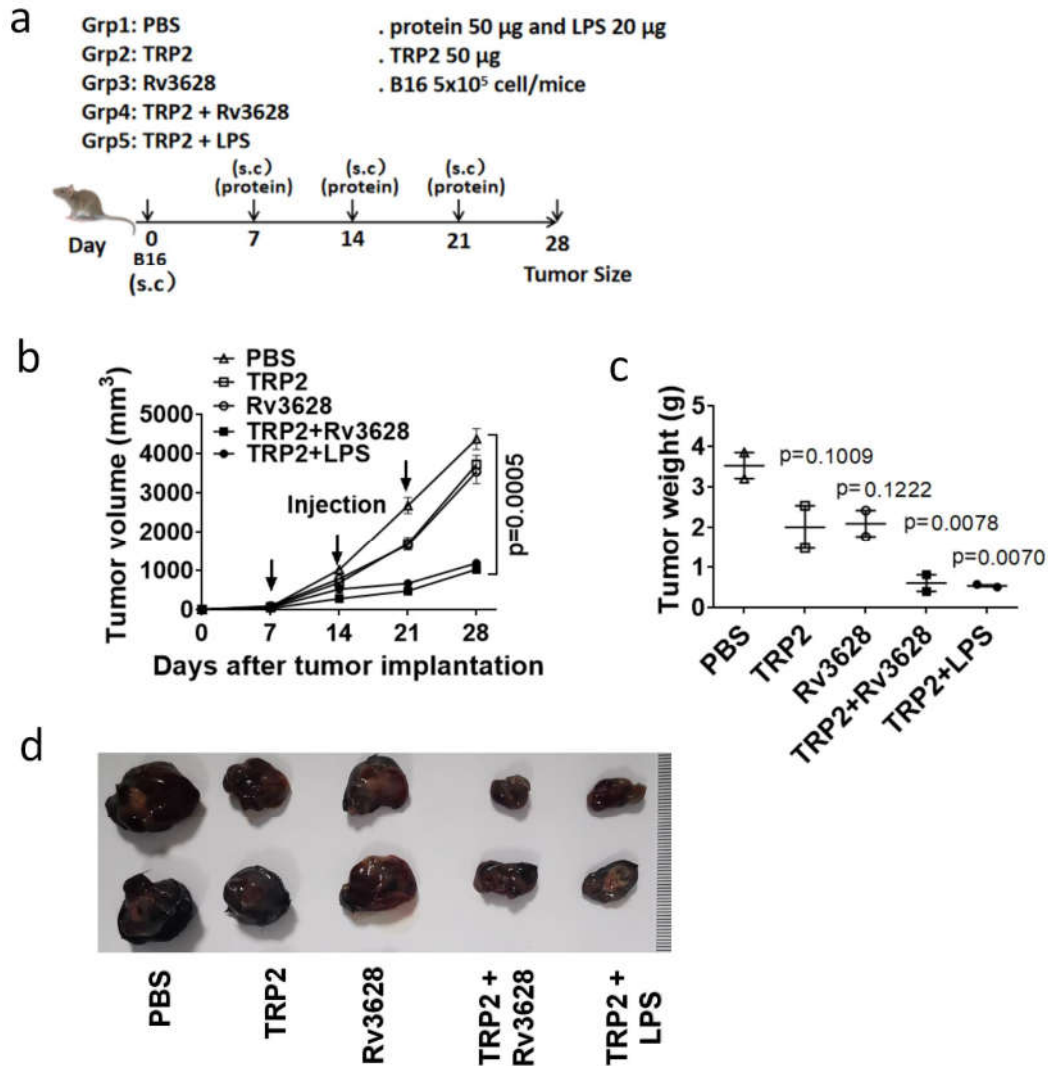 a
Grp1: PBS
Grp2: TRP2
Grp3: Rv3628
Grp4: TRP2 + Rv3628
Grp5: TRP2 + LPS
. protein 50 µg and LPS 20 µg
. TRP2 50 µg
. B16 5x10⁵ cell/mice
(s.c) (s.c) (s.c)
(protein) (protein) (protein)
Day 0 7 14 21 28
B16
(s.c)
Tumor Size
b
PBS
TRP2
Rv3628
TRP2+Rv3628
TRP2+LPS
Tumor volume (mm³)
5000
4000
3000
2000
1000
0
Injection
p=0.0005
0 7 14 21 28
Days after tumor implantation
c
Tumor weight (g)
5
4
3
2
1
0
p=0.1009
p=0.1222
p=0.0078
p=0.0070
PBS
TRP2
Rv3628
TRP2+Rv3628
TRP2+LPS
d
PBS
TRP2
Rv3628
TRP2 +
Rv3628
TRP2 +
LPS